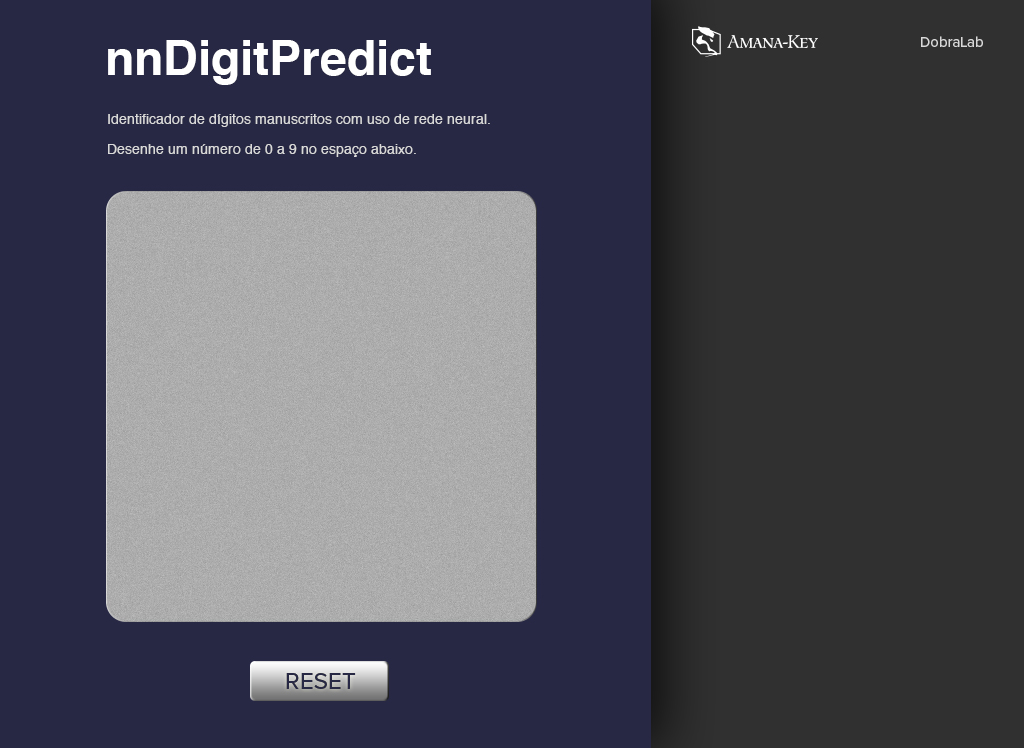 nnDigitPredict
Identificador de dígitos manuscritos com uso de rede neural.
Desenhe um número de 0 a 9 no espaço abaixo.
RESET
AMANA-KEY
DobraLab